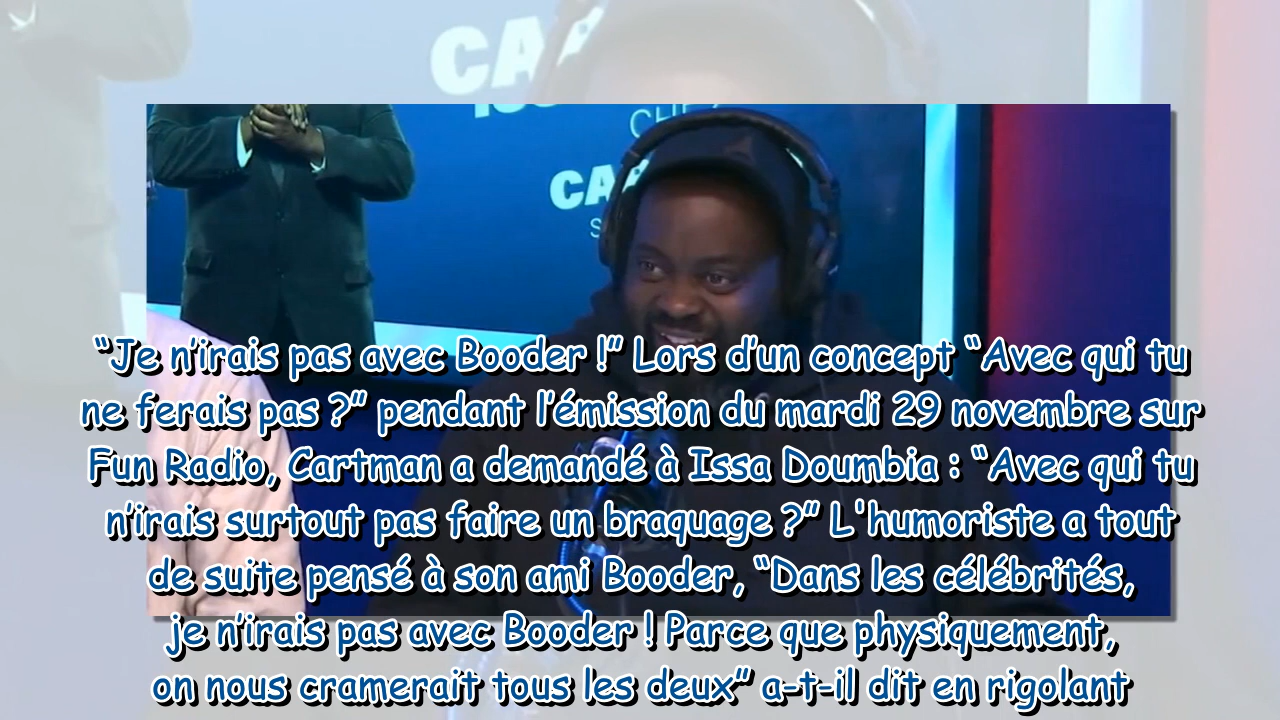 CA
CHE
CA
S
“Je n’irais pas avec Booder !” Lors d’un concept “Avec qui tu
ne ferais pas ?” pendant l’émission du mardi 29 novembre sur
Fun Radio, Cartman a demandé à Issa Doumbia : “Avec qui tu
n’irais surtout pas faire un braquage ?” L'humoriste a tout
de suite pensé à son ami Booder, “Dans les célébrités,
je n’irais pas avec Booder ! Parce que physiquement,
on nous cramerait tous les deux” a-t-il dit en rigolant